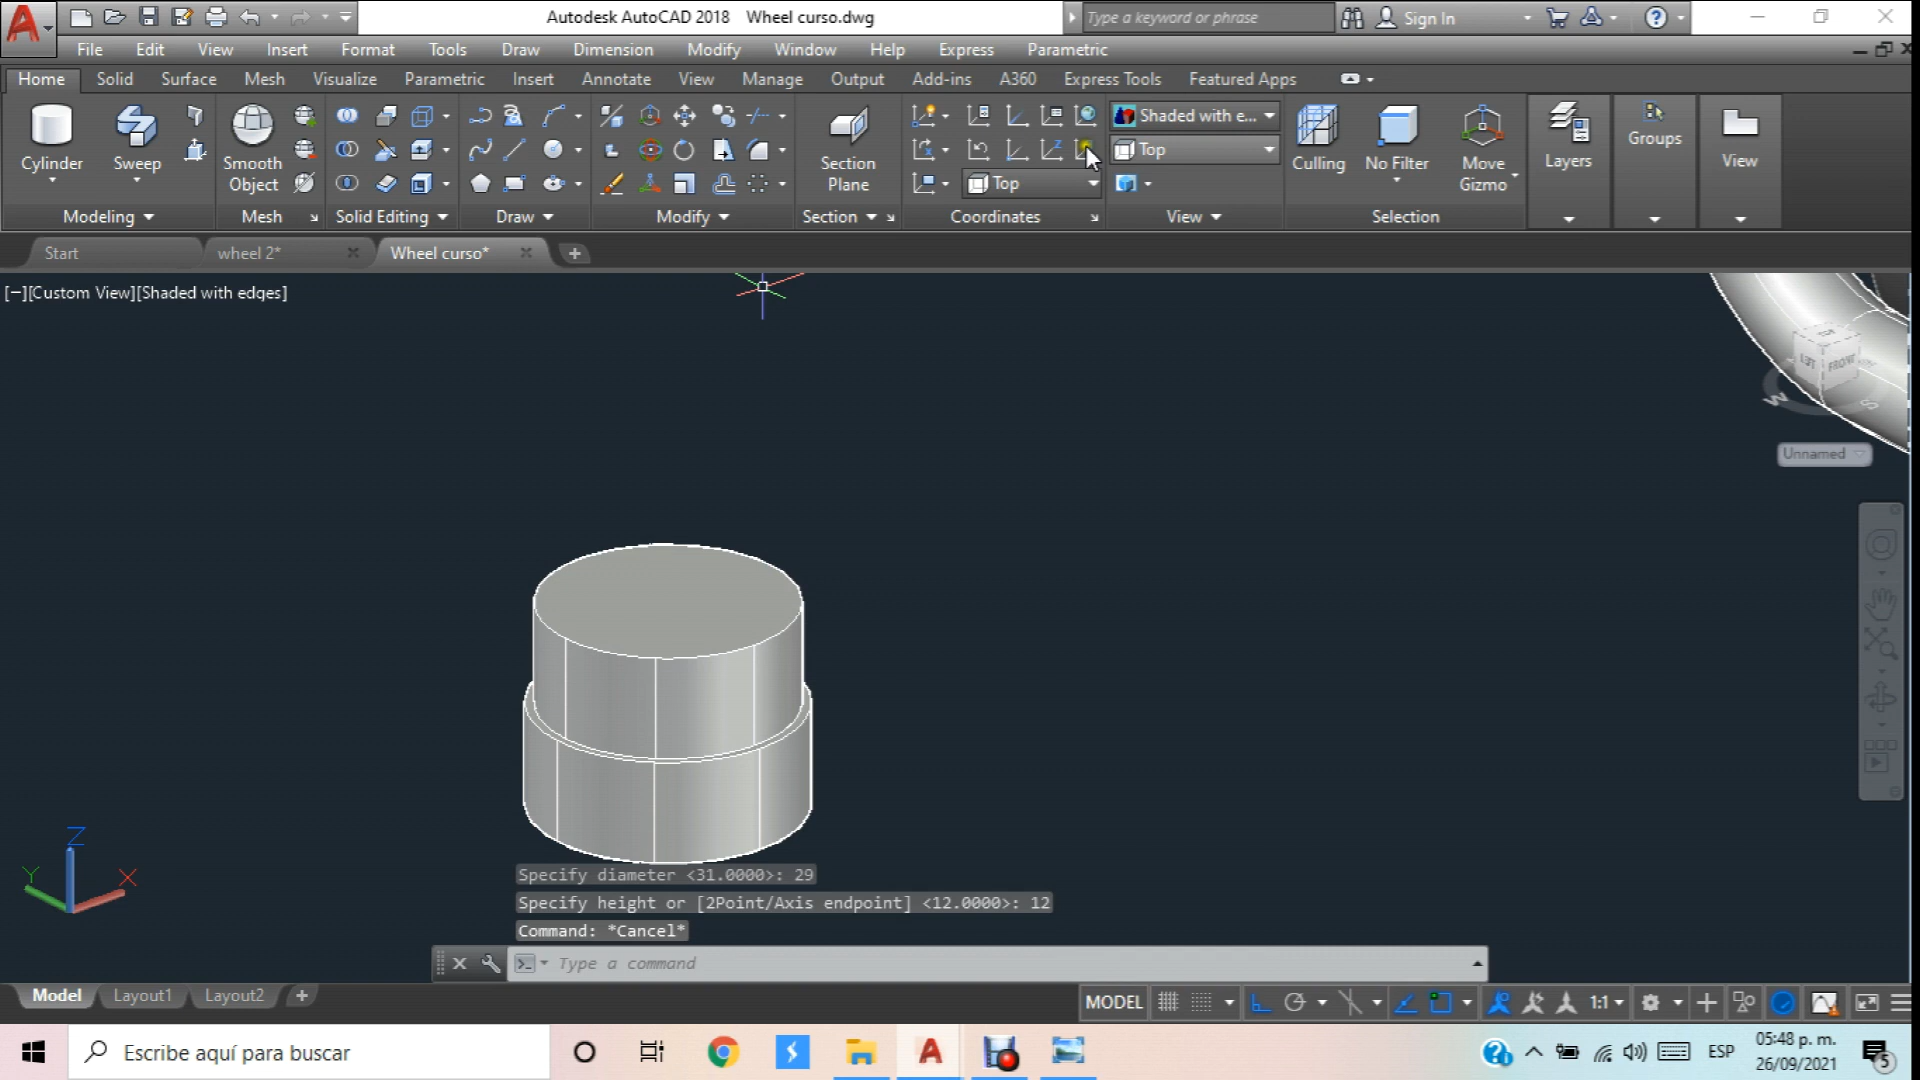 Autodesk AutoCAD 2018 Wheel curso.dwg
Type a keyword or phrase
Sign In
File Edit View Insert Format Tools Draw Dimension Modify Window Help Express Parametric
Home Solid Surface Mesh Visualize Parametric Insert Annotate View Manage Output Add-ins A360 Express Tools Featured Apps
Shaded with e...
Top
Top
Cylinder
Sweep
Smooth
Object
Section
Plane
Culling
No Filter
Move
Gizmo
Layers
Groups
View
Modeling Mesh Solid Editing Draw Modify Section Coordinates View Selection
Start wheel 2* Wheel curso*
[−][Custom View][Shaded with edges]
TOP
LEFT
FRONT
W
S
Unnamed
Z
Y
X
Specify diameter <31.0000>: 29
Specify height or [2Point/Axis endpoint] <12.0000>: 12
Command: *Cancel*
Type a command
Model Layout1 Layout2
MODEL
1:1
Escribe aquí para buscar
ESP
05:48 p. m.
26/09/2021
5